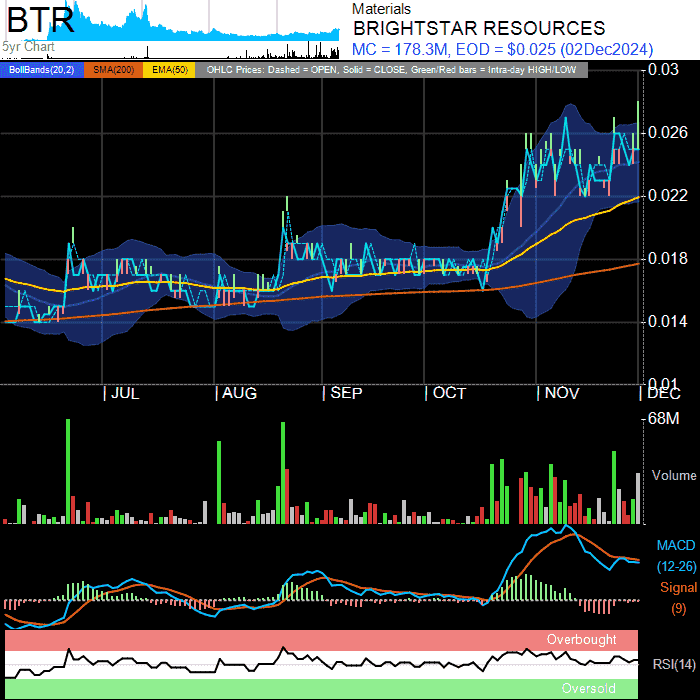 BTR
5yr Chart
Materials
BRIGHTSTAR RESOURCES
MC = 178.3M, EOD = $0.025 (02Dec2024)
BollBands(20,2) SMA(200) EMA(50) OHLC Prices: Dashed = OPEN, Solid = CLOSE, Green/Red bars = Intra-day HIGH/LOW
0.03
0.026
0.022
0.018
0.014
0.01
JUL AUG SEP OCT NOV DEC
68M
Volume
MACD
(12-26)
Signal
(9)
Overbought
RSI(14)
Oversold